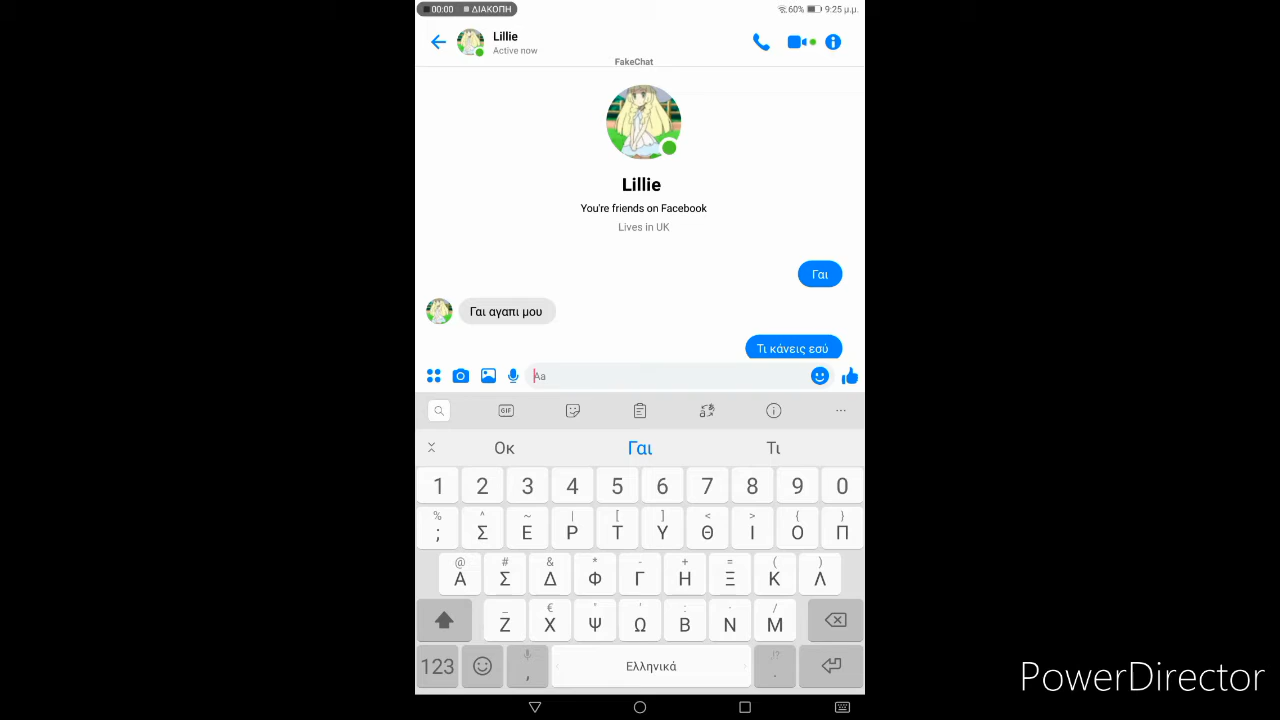 00:00 ΔΙΑΚΟΠΗ 60% 9:25 μ.μ.
Lillie
Active now
FakeChat
Lillie
You're friends on Facebook
Lives in UK
Γαι
Γαι αγαπι μου
Τι κάνεις εσύ
Aa
GIF
Οκ Γαι Τι
1 2 3 4 5 6 7 8 9 0
% ^ ~ | [ ] < > { }
; Σ Ε Ρ Τ Υ Θ Ι Ο Π
@ # & * - + = ( )
Α Σ Δ Φ Γ Η Ξ Κ Λ
_ € " ' : /
Ζ Χ Ψ Ω Β Ν Μ
123 , Ελληνικά !? .
PowerDirector